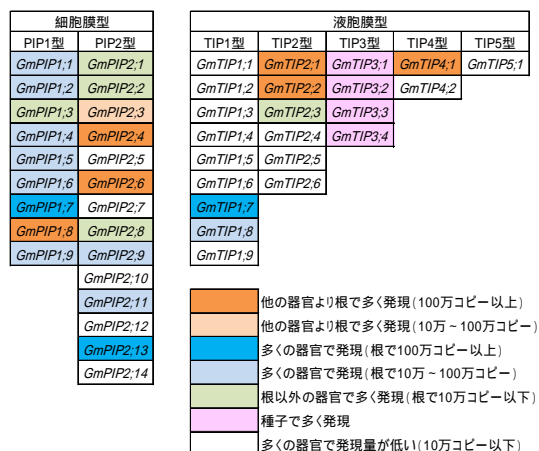 細胞膜型 液胞膜型
PIP1型 PIP2型 TIP1型 TIP2型 TIP3型 TIP4型 TIP5型
GmPIP1;1 GmPIP2;1 GmTIP1;1 GmTIP2;1 GmTIP3;1 GmTIP4;1 GmTIP5;1
GmPIP1;2 GmPIP2;2 GmTIP1;2 GmTIP2;2 GmTIP3;2 GmTIP4;2
GmPIP1;3 GmPIP2;3 GmTIP1;3 GmTIP2;3 GmTIP3;3
GmPIP1;4 GmPIP2;4 GmTIP1;4 GmTIP2;4 GmTIP3;4
GmPIP1;5 GmPIP2;5 GmTIP1;5 GmTIP2;5
GmPIP1;6 GmPIP2;6 GmTIP1;6 GmTIP2;6
GmPIP1;7 GmPIP2;7 GmTIP1;7
GmPIP1;8 GmPIP2;8 GmTIP1;8
GmPIP1;9 GmPIP2;9 GmTIP1;9
GmPIP2;10
GmPIP2;11
GmPIP2;12
GmPIP2;13
GmPIP2;14
他の器官より根で多く発現(100万コピー以上)
他の器官より根で多く発現(10万~100万コピー)
多くの器官で発現(根で100万コピー以上)
多くの器官で発現(根で10万~100万コピー)
根以外の器官で多く発現(根で10万コピー以下)
種子で多く発現
多くの器官で発現量が低い(10万コピー以下)